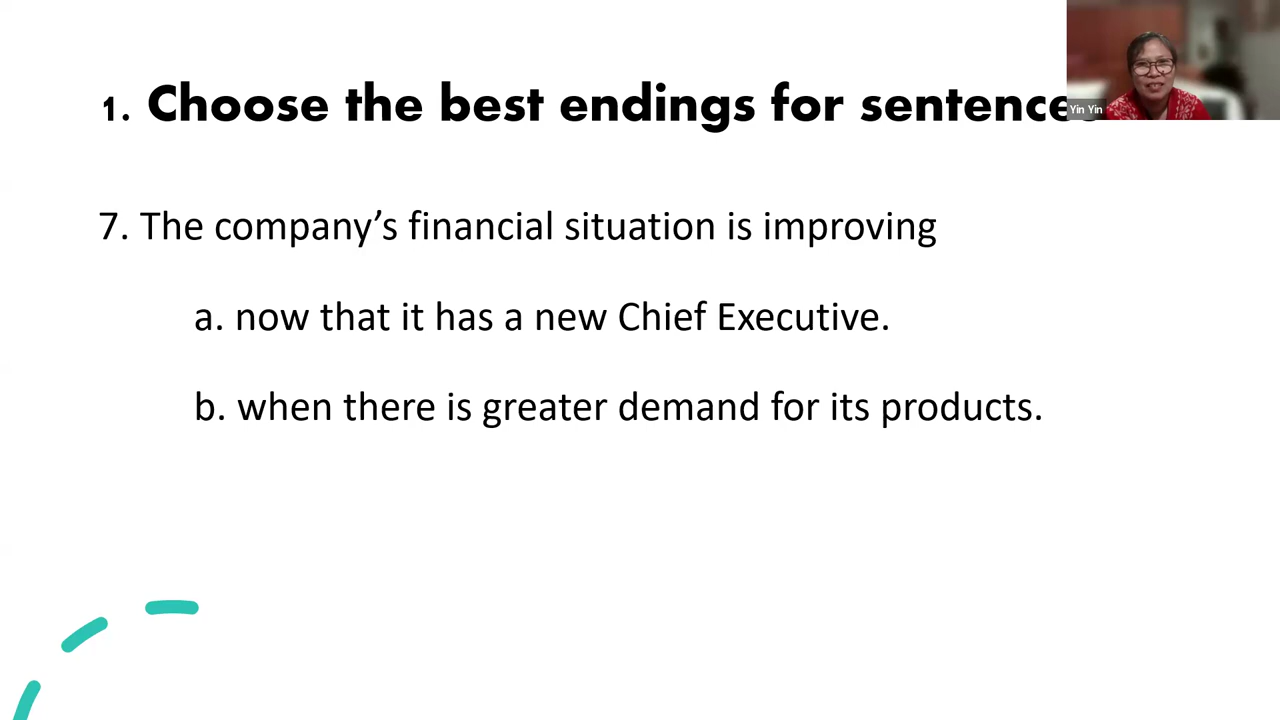 1. Choose the best endings for sentence
Yin Yin
7. The company’s financial situation is improving
a. now that it has a new Chief Executive.
b. when there is greater demand for its products.